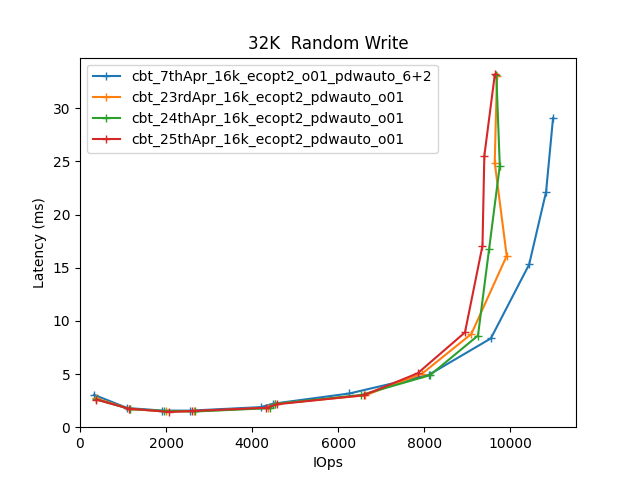 32K  Random Write
cbt_7thApr_16k_ecopt2_o01_pdwauto_6+2
cbt_23rdApr_16k_ecopt2_pdwauto_o01
cbt_24thApr_16k_ecopt2_pdwauto_o01
cbt_25thApr_16k_ecopt2_pdwauto_o01
Latency (ms)
30
25
20
15
10
5
0
0 2000 4000 6000 8000 10000
IOps